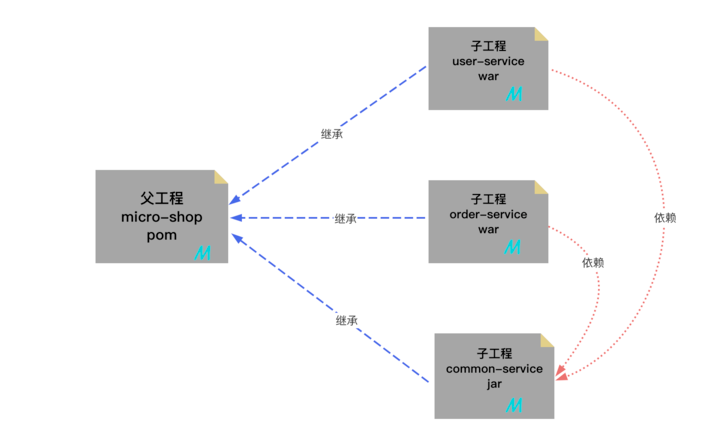 子工程
user-service
war
继承
父工程
micro-shop
pom
继承
子工程
order-service
war
依赖
依赖
继承
子工程
common-service
jar